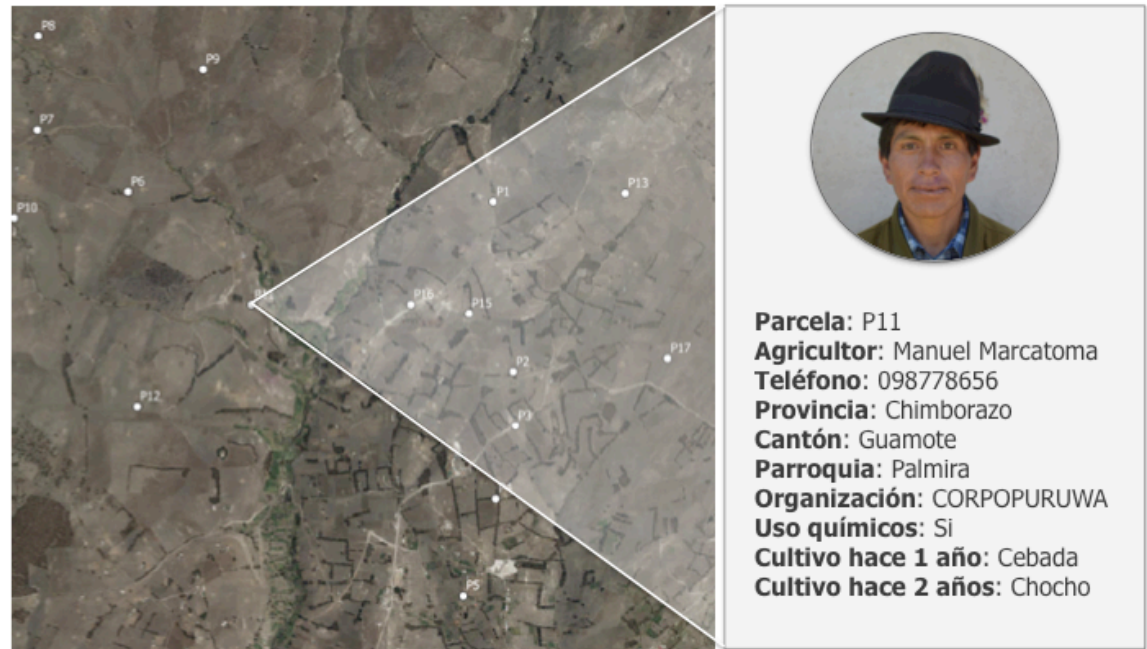 P8
P9
P7
P6
P10
P1
P13
P11
P16
P15
P17
P2
P12
P3
P5
Parcela: P11
Agricultor: Manuel Marcatoma
Teléfono: 098778656
Provincia: Chimborazo
Cantón: Guamote
Parroquia: Palmira
Organización: CORPOPURUWA
Uso químicos: Si
Cultivo hace 1 año: Cebada
Cultivo hace 2 años: Chocho